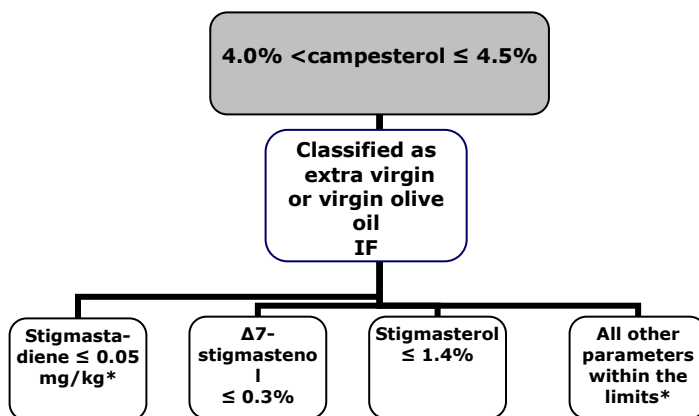 4.0% <campesterol ≤ 4.5%
Classified as
extra virgin
or virgin olive
oil
IF
Stigmasta-
diene ≤ 0.05
mg/kg*
Δ7-
stigmasteno
l
≤ 0.3%
Stigmasterol
≤ 1.4%
All other
parameters
within the
limits*